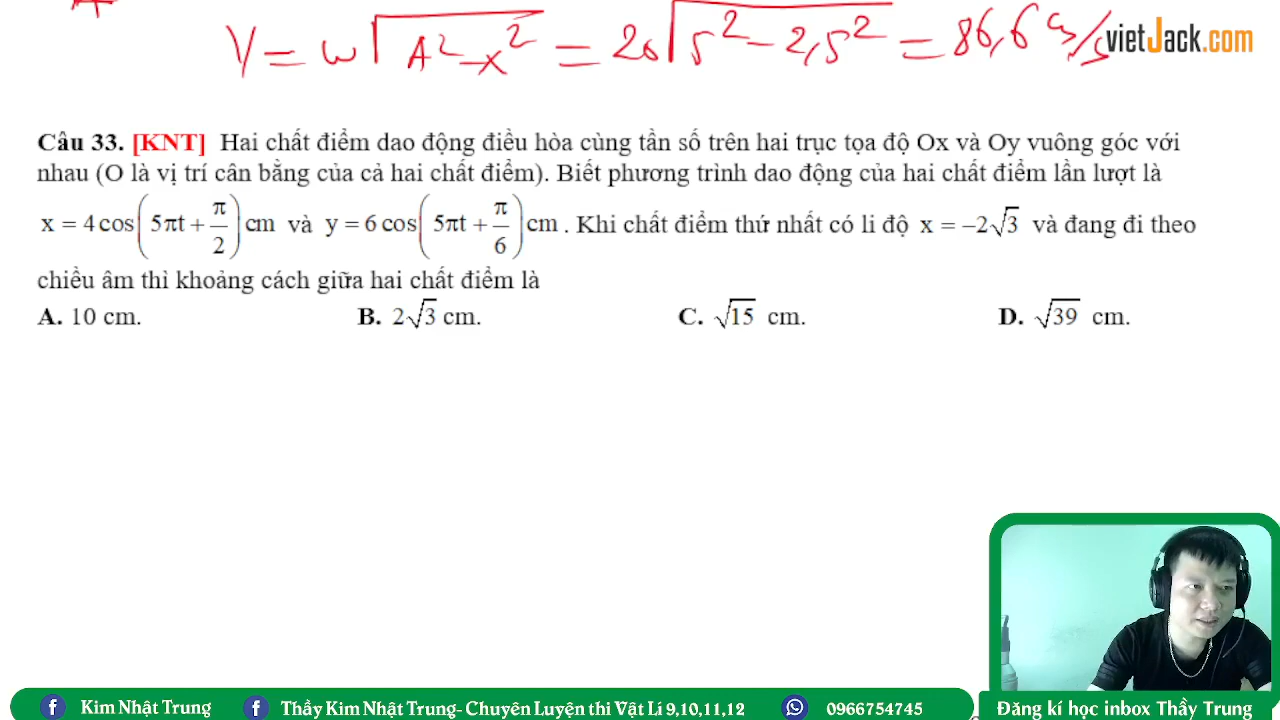 V = ω√(A² - x²) = 20√(5² - 2,5²) = 86,6 cm/s
vietJack.com
Câu 33. [KNT] Hai chất điểm dao động điều hòa cùng tần số trên hai trục tọa độ Ox và Oy vuông góc với
nhau (O là vị trí cân bằng của cả hai chất điểm). Biết phương trình dao động của hai chất điểm lần lượt là
x = 4cos(5πt + π/2)cm và y = 6cos(5πt + π/6)cm. Khi chất điểm thứ nhất có li độ x = −2√3 và đang đi theo
chiều âm thì khoảng cách giữa hai chất điểm là
A. 10 cm. B. 2√3 cm. C. √15 cm. D. √39 cm.
Kim Nhật Trung Thầy Kim Nhật Trung- Chuyên Luyện thi Vật Lí 9,10,11,12 0966754745 Đăng kí học inbox Thầy Trung